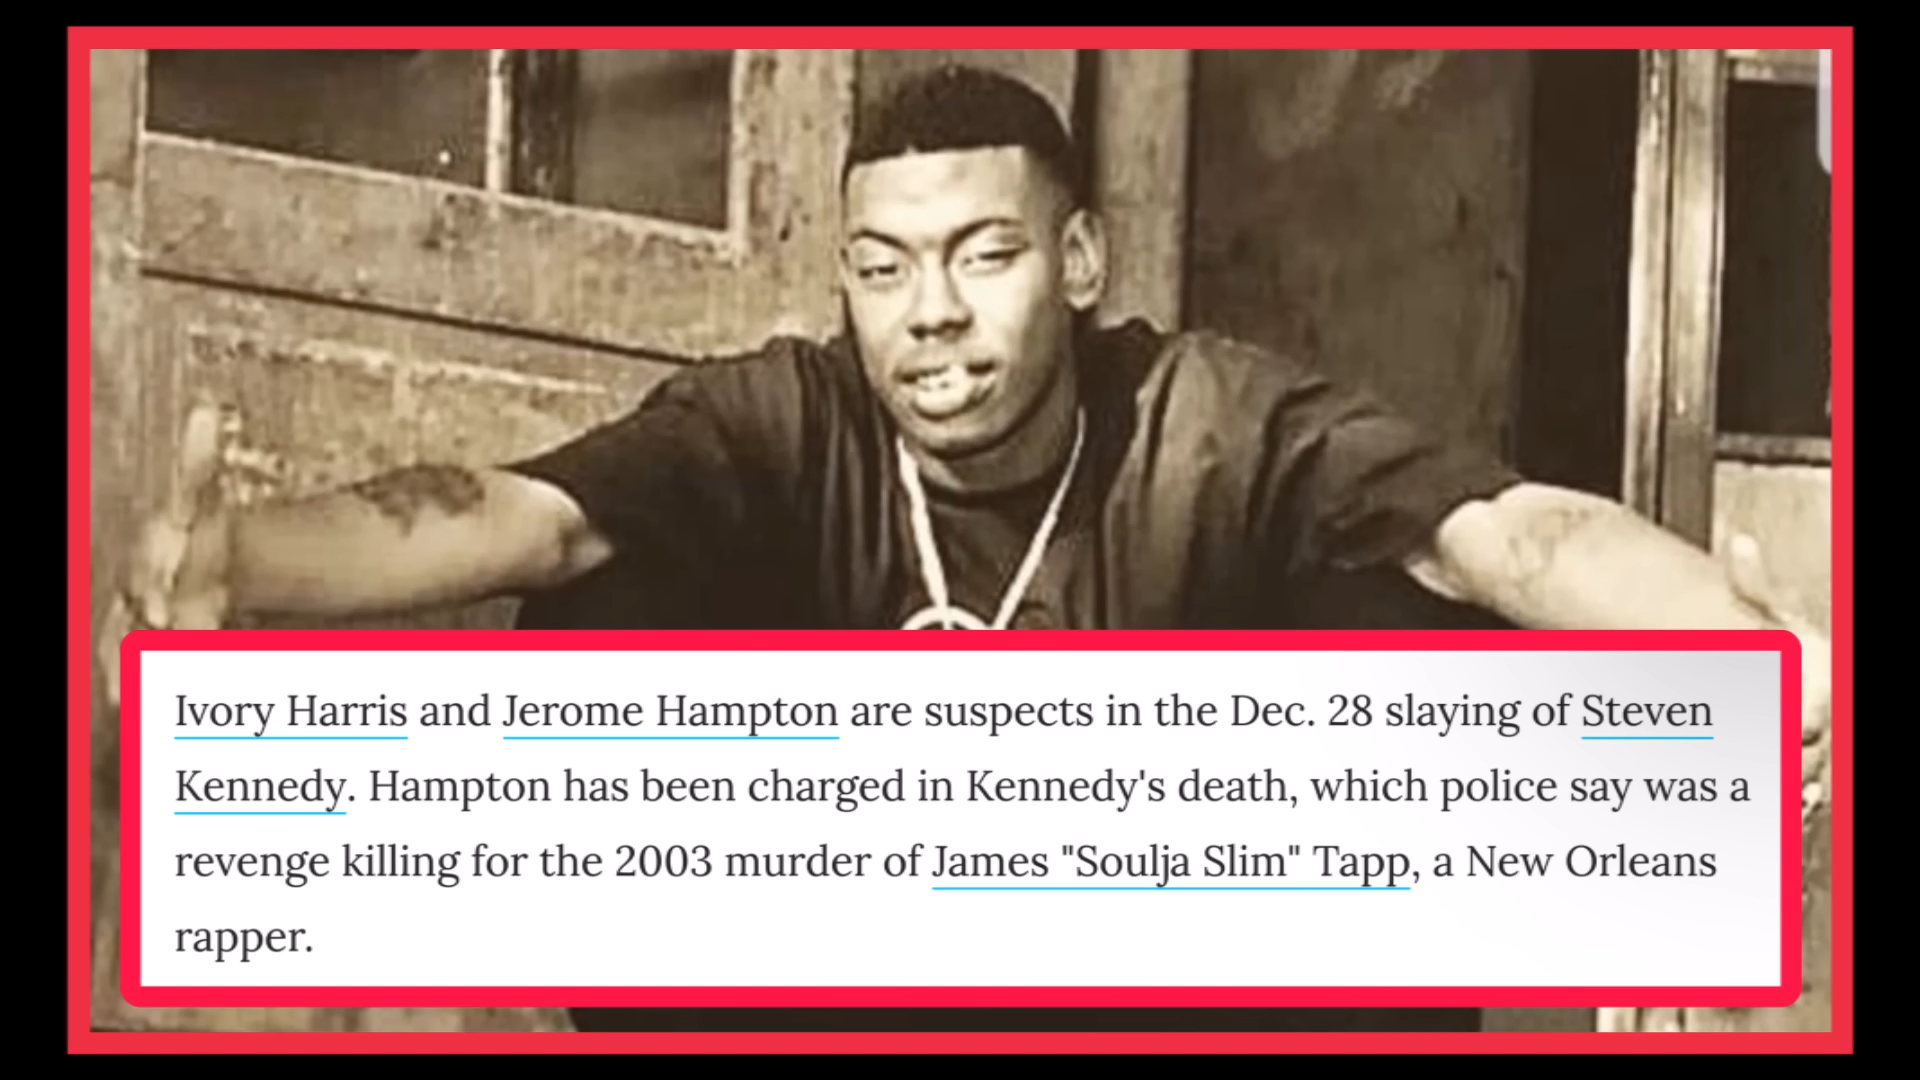 Ivory Harris and Jerome Hampton are suspects in the Dec. 28 slaying of Steven
Kennedy. Hampton has been charged in Kennedy's death, which police say was a
revenge killing for the 2003 murder of James "Soulja Slim" Tapp, a New Orleans
rapper.